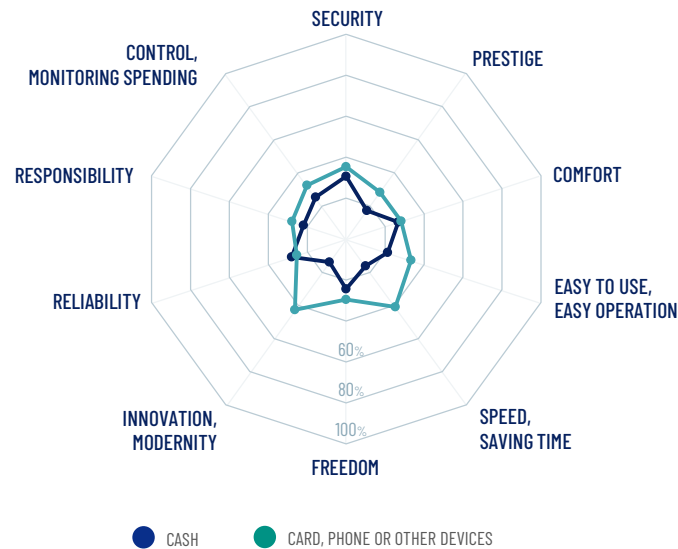 SECURITY
CONTROL,
MONITORING SPENDING
PRESTIGE
RESPONSIBILITY
COMFORT
RELIABILITY
EASY TO USE,
EASY OPERATION
60%
80%
100%
INNOVATION,
MODERNITY
SPEED,
SAVING TIME
FREEDOM
CASH
CARD, PHONE OR OTHER DEVICES